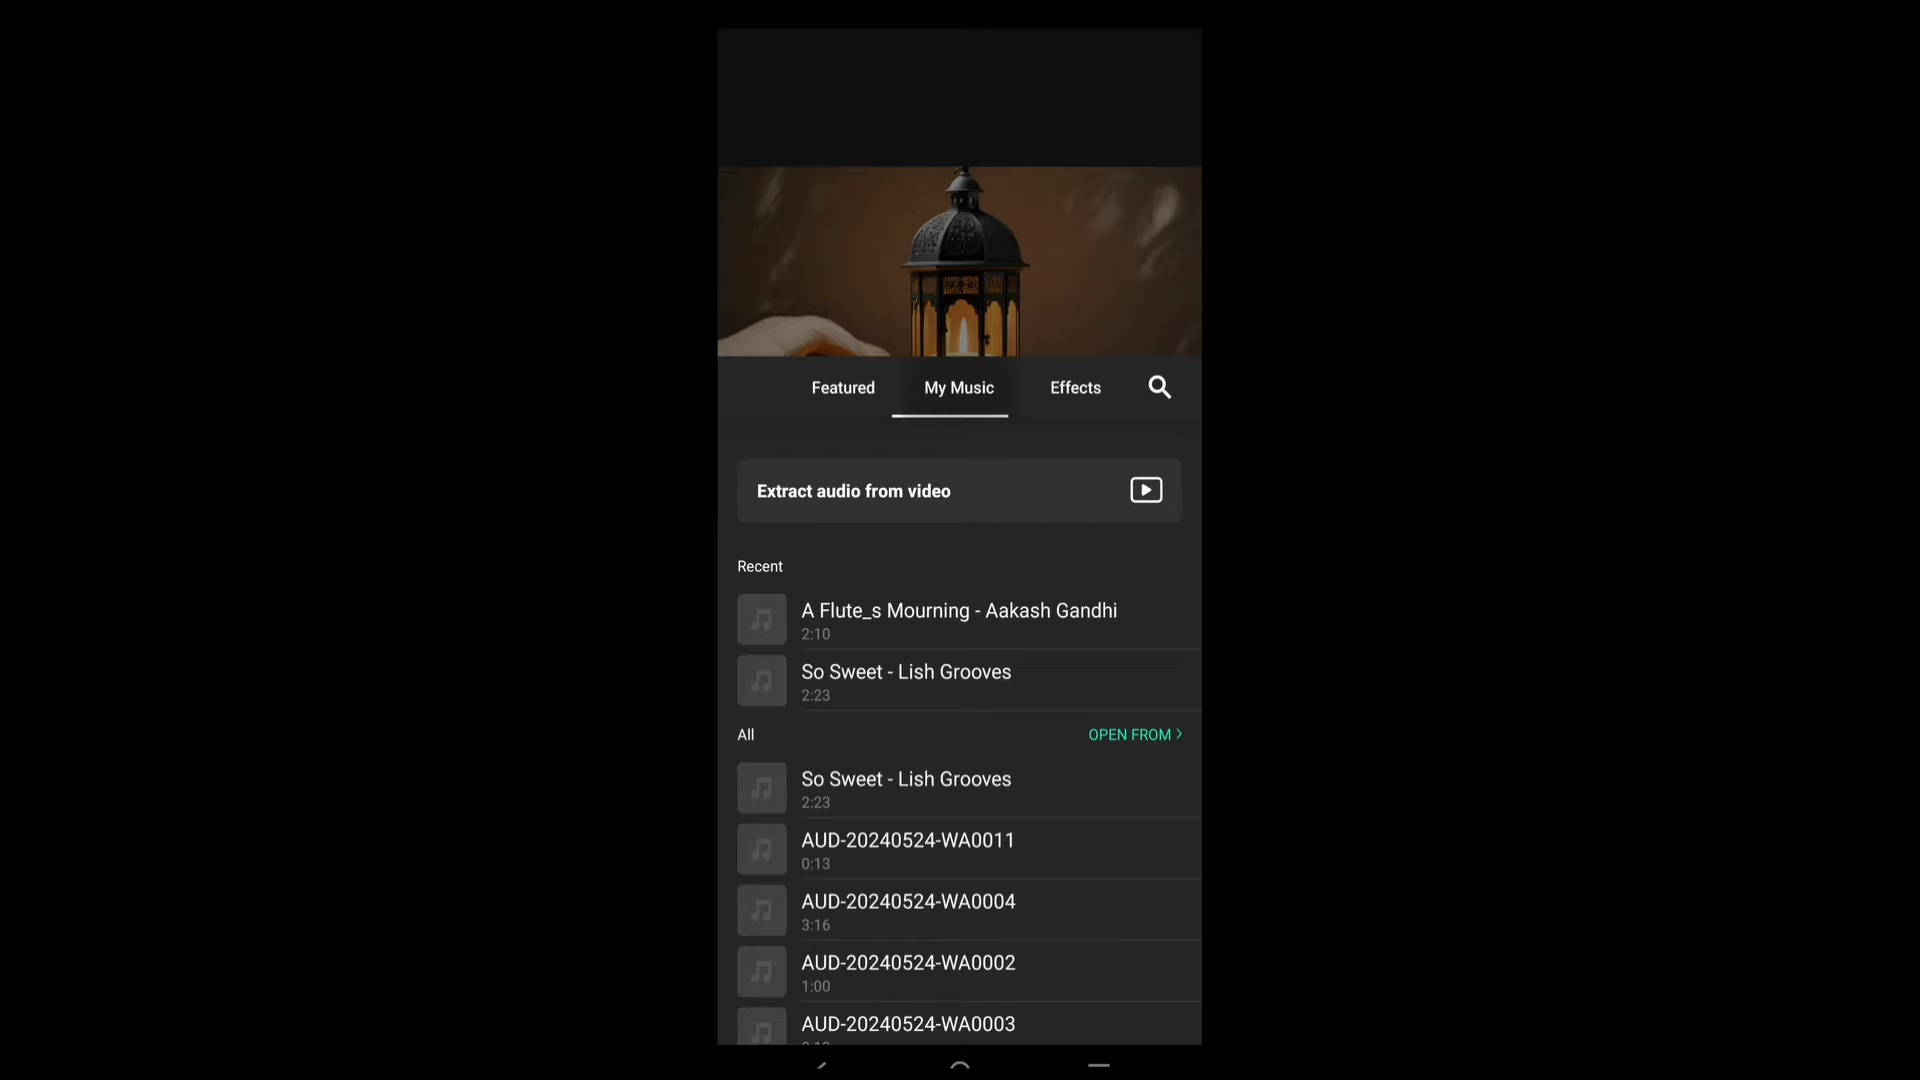 Featured My Music Effects
Extract audio from video
Recent
A Flute_s Mourning - Aakash Gandhi
2:10
So Sweet - Lish Grooves
2:23
All OPEN FROM >
So Sweet - Lish Grooves
2:23
AUD-20240524-WA0011
0:13
AUD-20240524-WA0004
3:16
AUD-20240524-WA0002
1:00
AUD-20240524-WA0003